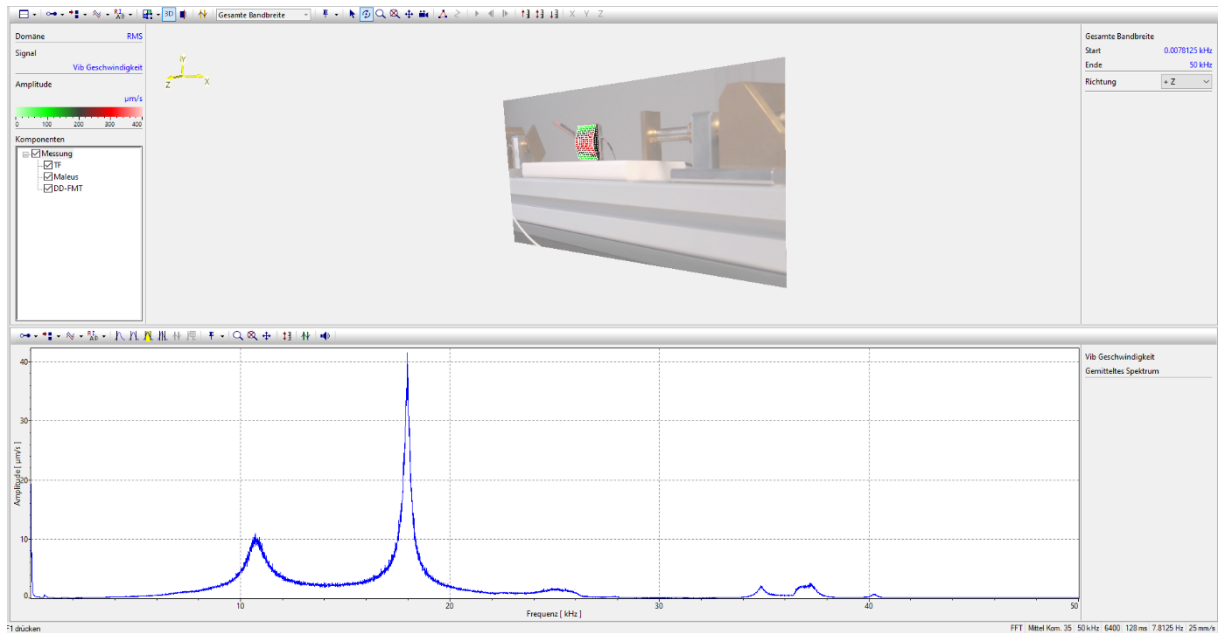 3D Gesamte Bandbreite X Y Z
Domäne RMS
Signal
Vib Geschwindigkeit
Amplitude
µm/s
0 100 200 300 400
Komponenten
Messung
TF
Maleus
DD-FMT
Y
Z X
Gesamte Bandbreite
Start 0.0078125 kHz
Ende 50 kHz
Richtung + Z
Vib Geschwindigkeit
Gemitteltes Spektrum
40
30
20
10
0
Amplitude [ µm/s ]
10 20 30 40 50
Frequenz [ kHz ]
F1 drücken
FFT Mittel Kom. 35 50 kHz 6400 128 ms 7.8125 Hz 25 mm/s